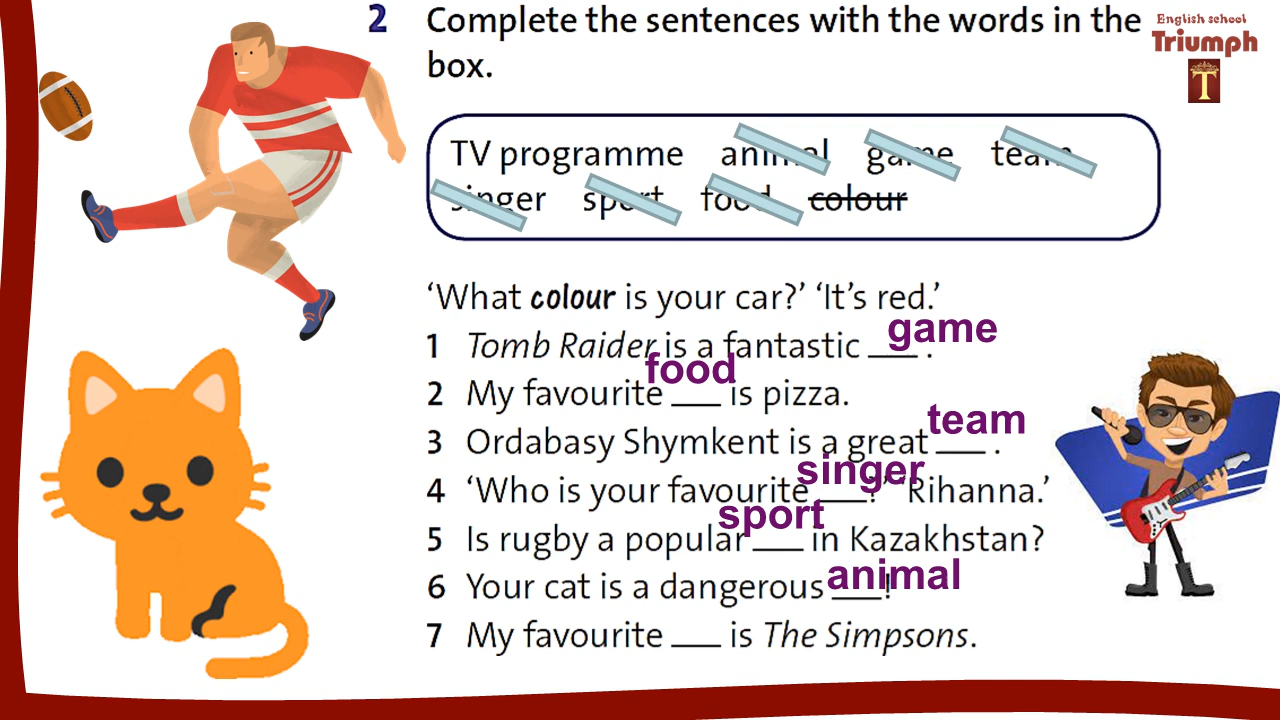 2 Complete the sentences with the words in the
box.
English school
Triumph
T
TV programme animal game team
singer sport food colour
‘What colour is your car?’ ‘It’s red.’
1 Tomb Raider is a fantastic ___ .
game
2 My favourite ___ is pizza.
food
3 Ordabasy Shymkent is a great ___ .
team
4 ‘Who is your favourite ___?’ ‘Rihanna.’
singer
5 Is rugby a popular ___ in Kazakhstan?
sport
6 Your cat is a dangerous ___!
animal
7 My favourite ___ is The Simpsons.